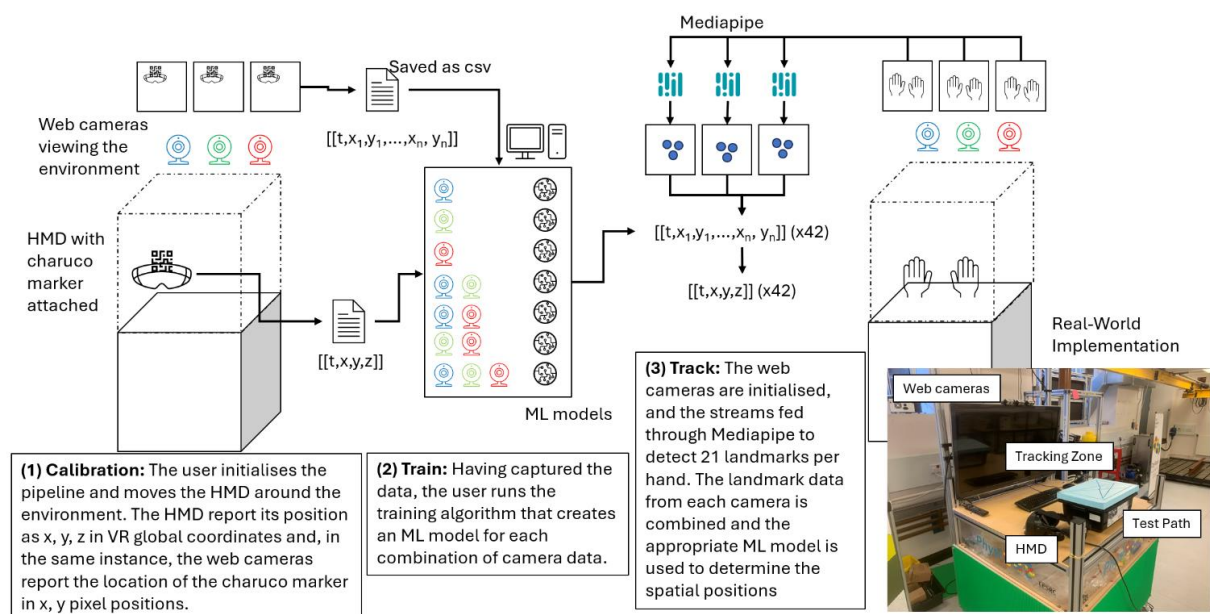 Mediapipe
Saved as csv
Web cameras
viewing the
environment
[[t,x1,y1,...,xn, yn]]
HMD with
charuco
marker
attached
[[t,x1,y1,...,xn, yn]] (x42)
[[t,x,y,z]] (x42)
[[t,x,y,z]]
ML models
Real-World
Implementation
(1) Calibration: The user initialises the
pipeline and moves the HMD around the
environment. The HMD report its position
as x, y, z in VR global coordinates and, in
the same instance, the web cameras
report the location of the charuco marker
in x, y pixel positions.
(2) Train: Having captured the
data, the user runs the
training algorithm that creates
an ML model for each
combination of camera data.
(3) Track: The web
cameras are initialised,
and the streams fed
through Mediapipe to
detect 21 landmarks per
hand. The landmark data
from each camera is
combined and the
appropriate ML model is
used to determine the
spatial positions
Web cameras
Tracking Zone
Test Path
HMD